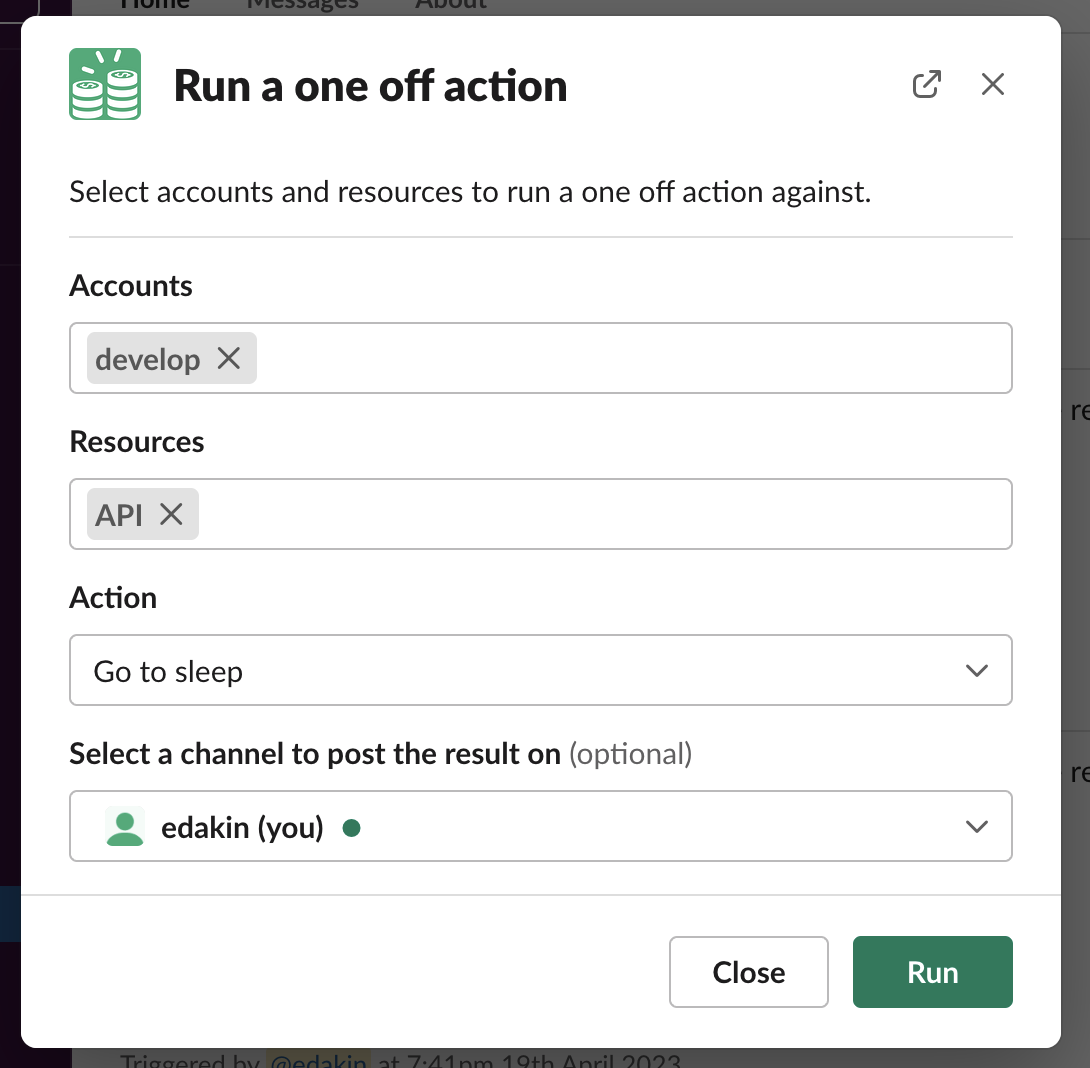 Home Messages About
Run a one off action
Select accounts and resources to run a one off action against.
Accounts
develop
re
Resources
API
Action
Go to sleep
Select a channel to post the result on (optional)
re
edakin (you)
Close Run
Triggered by @edakin at 7:41pm 19th April 2023